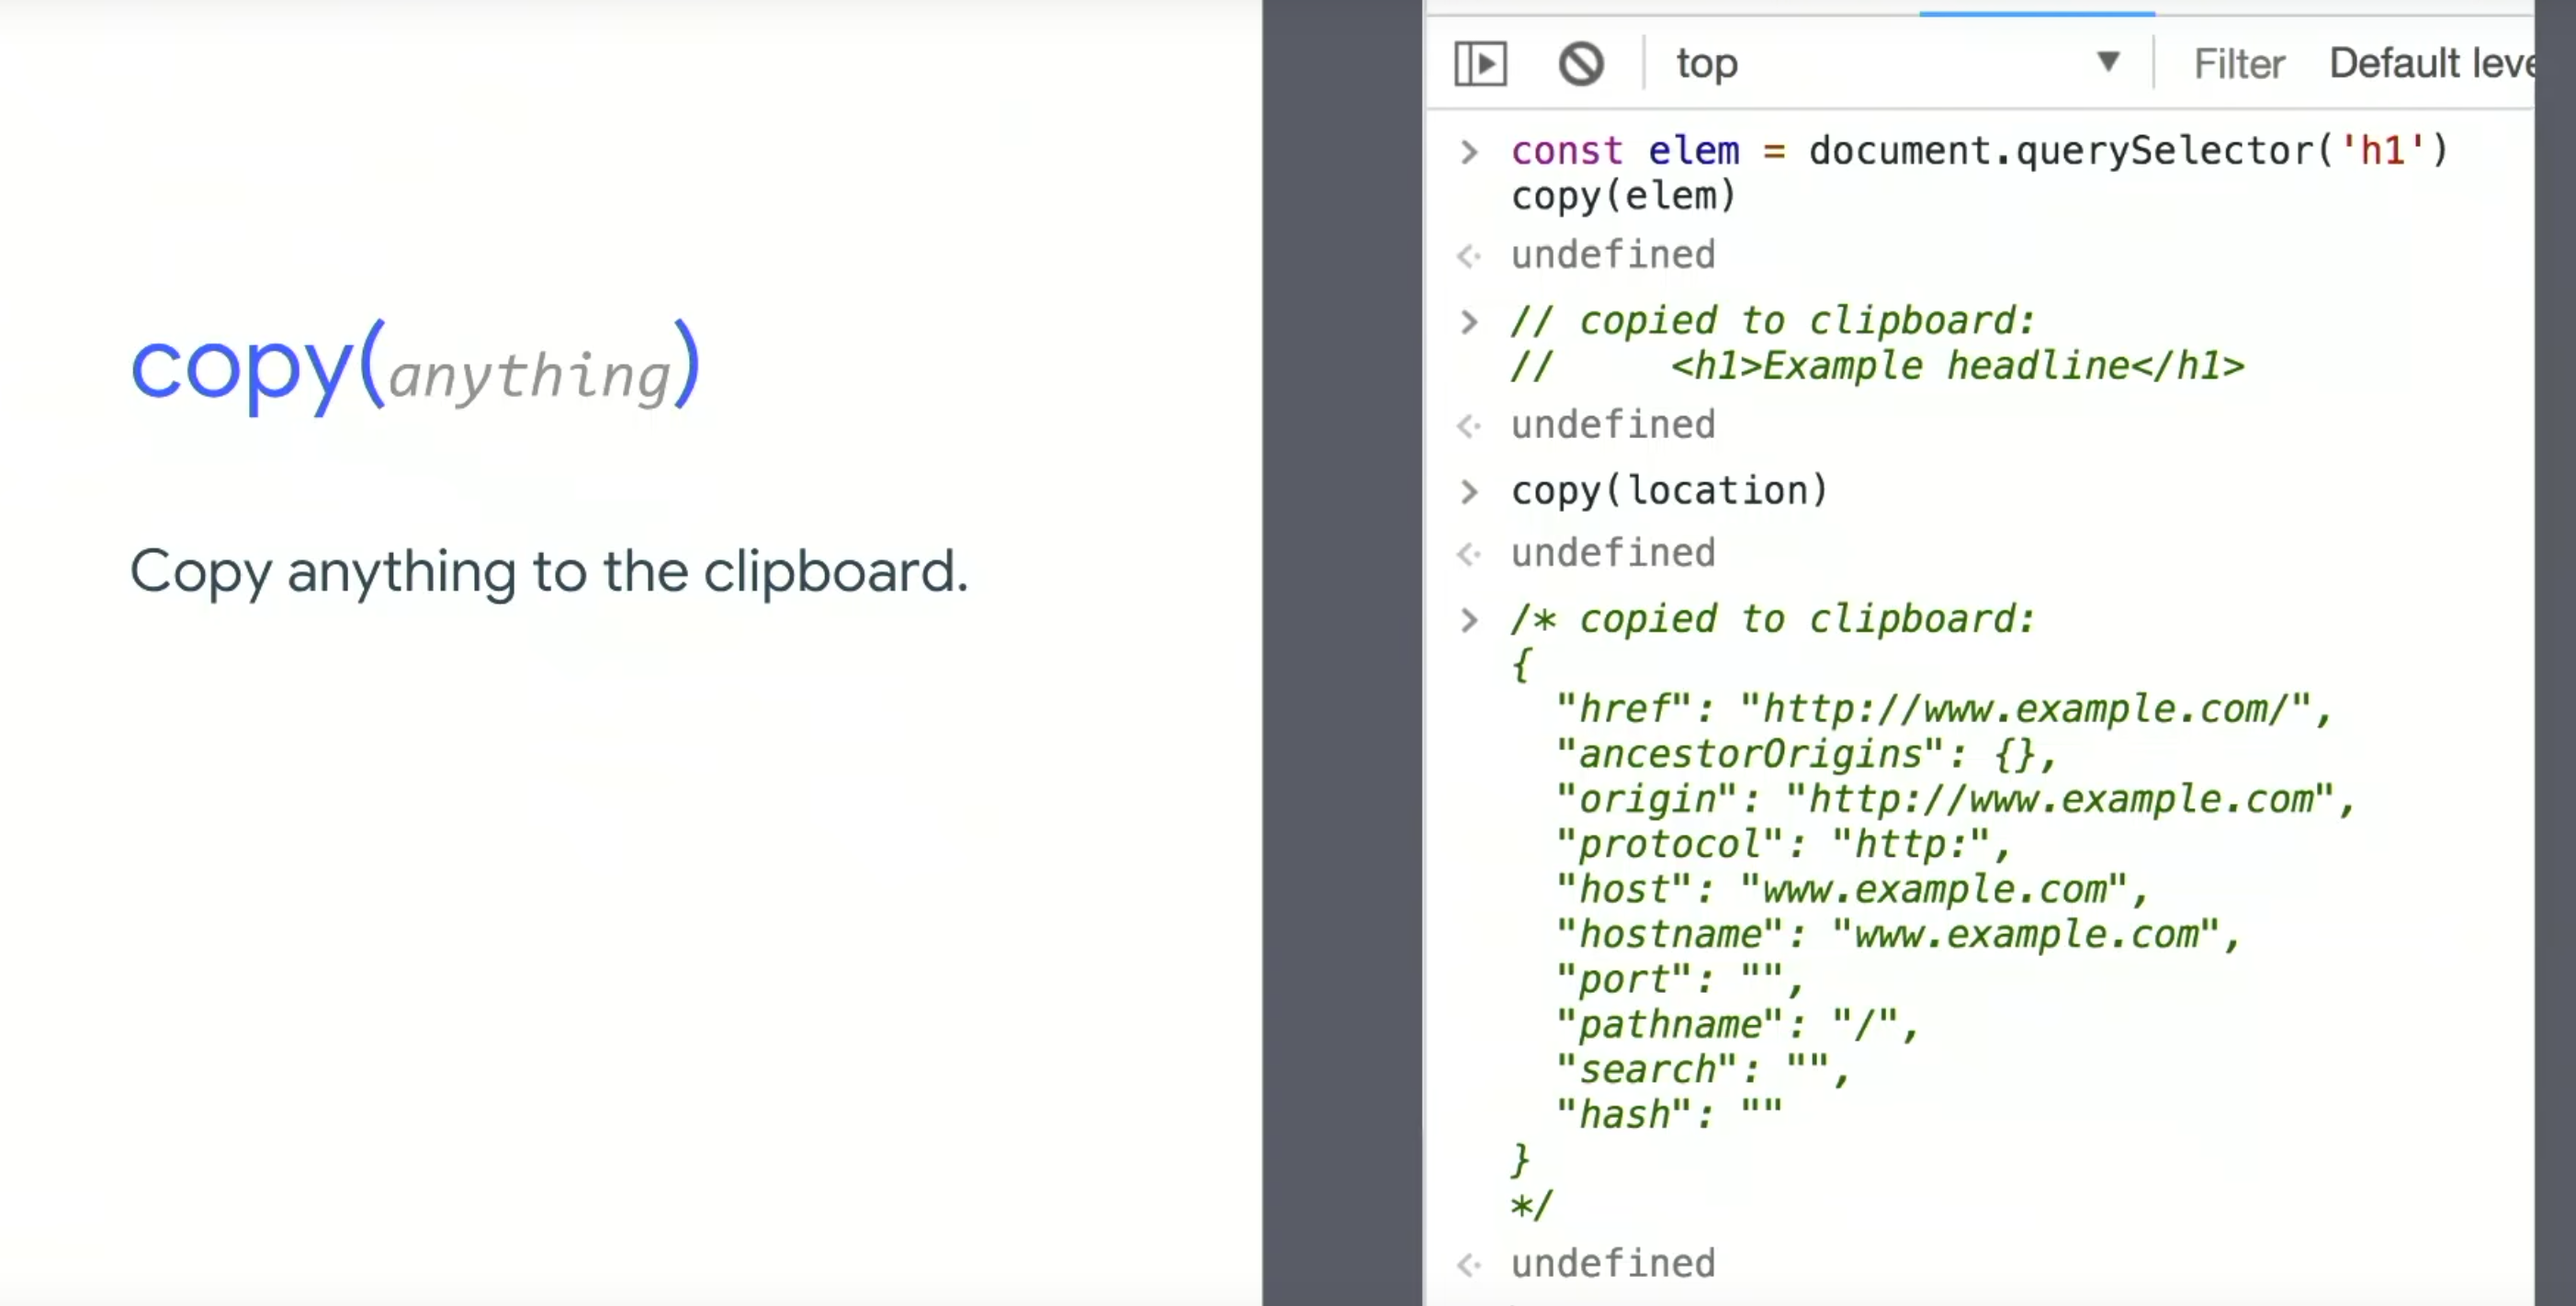 copy(anything)
Copy anything to the clipboard.
top ▼ Filter Default leve
> const elem = document.querySelector('h1')
copy(elem)
<· undefined
> // copied to clipboard:
//     <h1>Example headline</h1>
<· undefined
> copy(location)
<· undefined
> /* copied to clipboard:
{
  "href": "http://www.example.com/",
  "ancestorOrigins": {},
  "origin": "http://www.example.com",
  "protocol": "http:",
  "host": "www.example.com",
  "hostname": "www.example.com",
  "port": "",
  "pathname": "/",
  "search": "",
  "hash": ""
}
*/
<· undefined